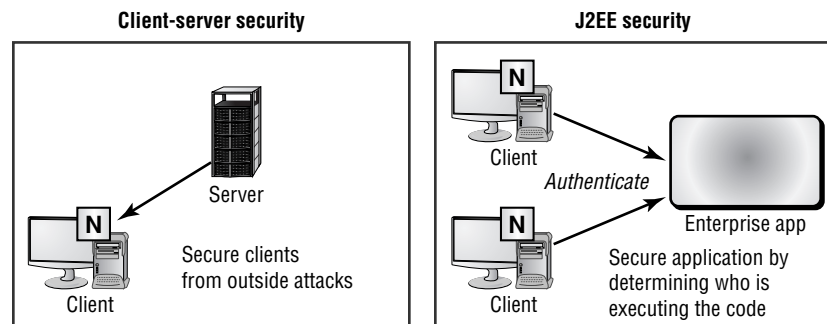 Client-server security
Server
N
Client
Secure clients
from outside attacks
J2EE security
N
Client
Authenticate
N
Client
Enterprise app
Secure application by
determining who is
executing the code